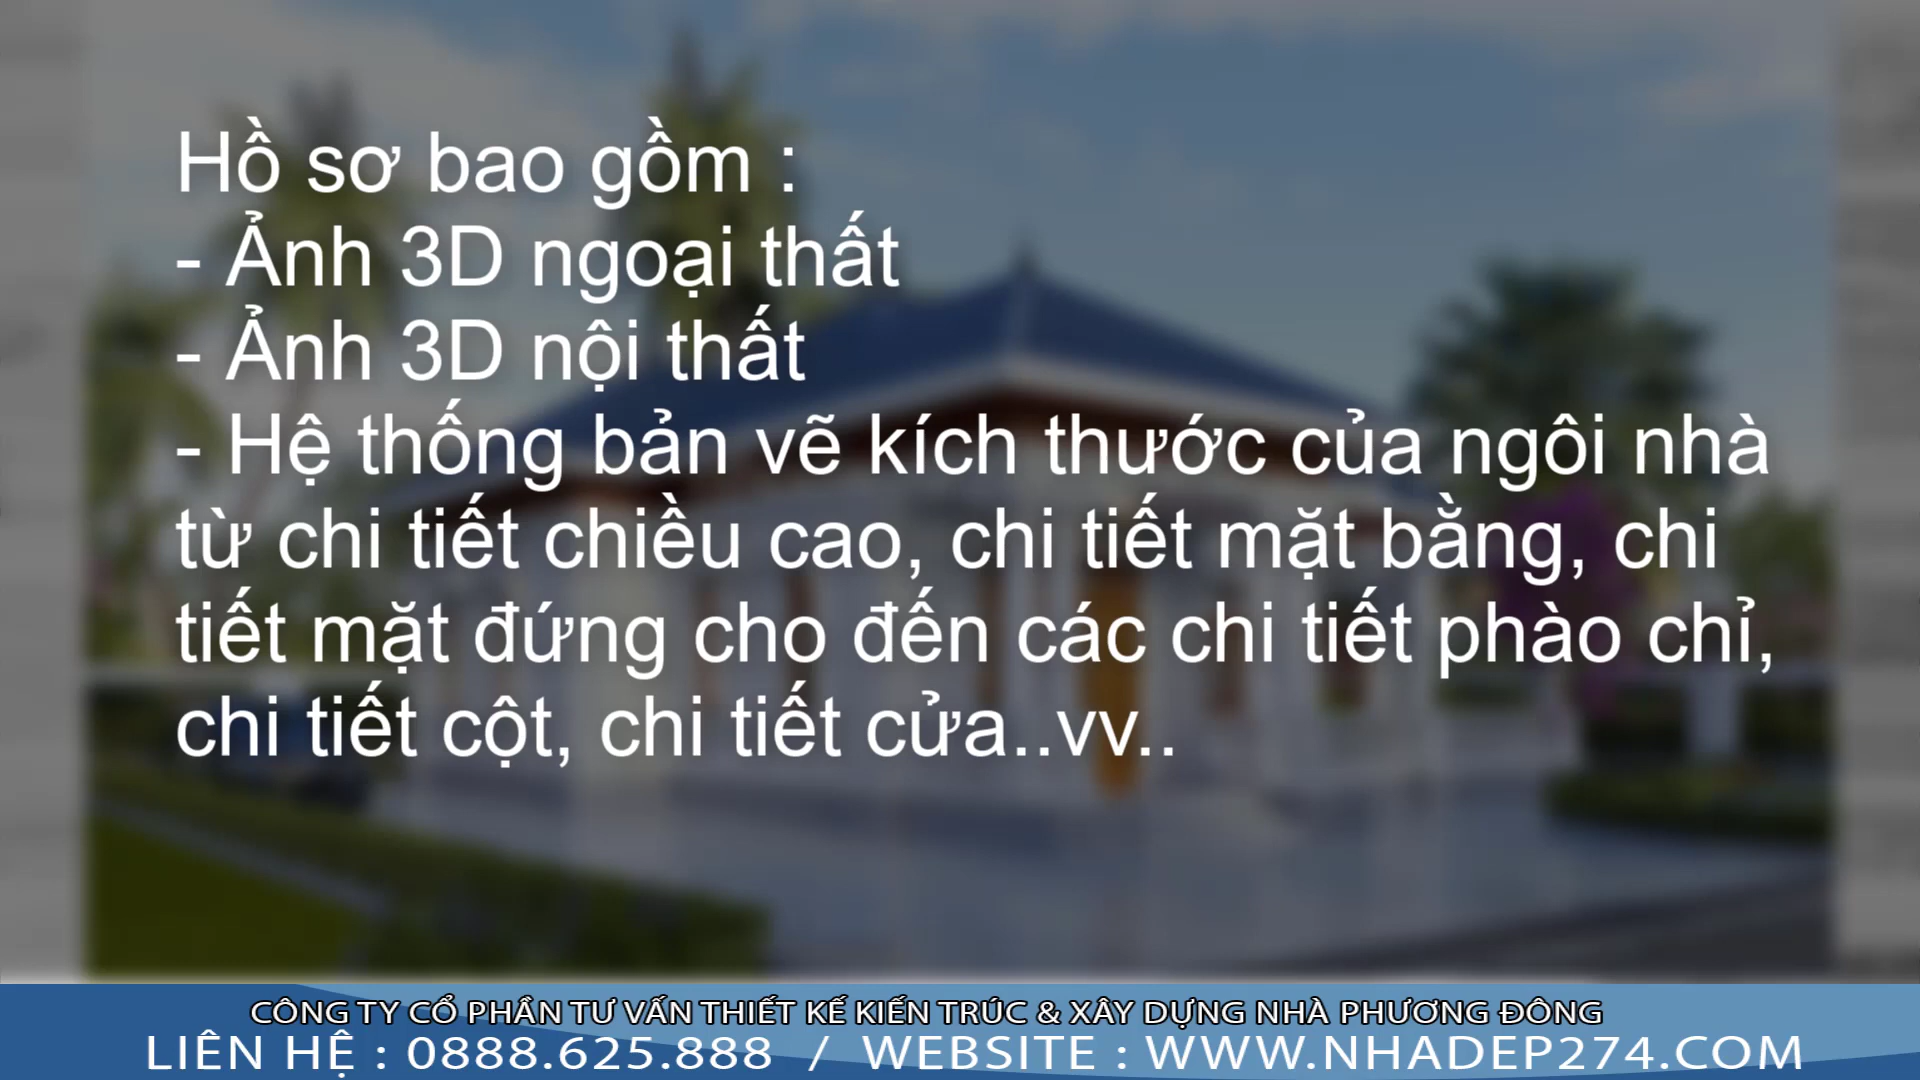 Hồ sơ bao gồm :
- Ảnh 3D ngoại thất
- Ảnh 3D nội thất
- Hệ thống bản vẽ kích thước của ngôi nhà
từ chi tiết chiều cao, chi tiết mặt bằng, chi
tiết mặt đứng cho đến các chi tiết phào chỉ,
chi tiết cột, chi tiết cửa..vv..
CÔNG TY CỔ PHẦN TƯ VẤN THIẾT KẾ KIẾN TRÚC & XÂY DỰNG NHÀ PHƯƠNG ĐÔNG
LIÊN HỆ : 0888.625.888 / WEBSITE : WWW.NHADEP274.COM